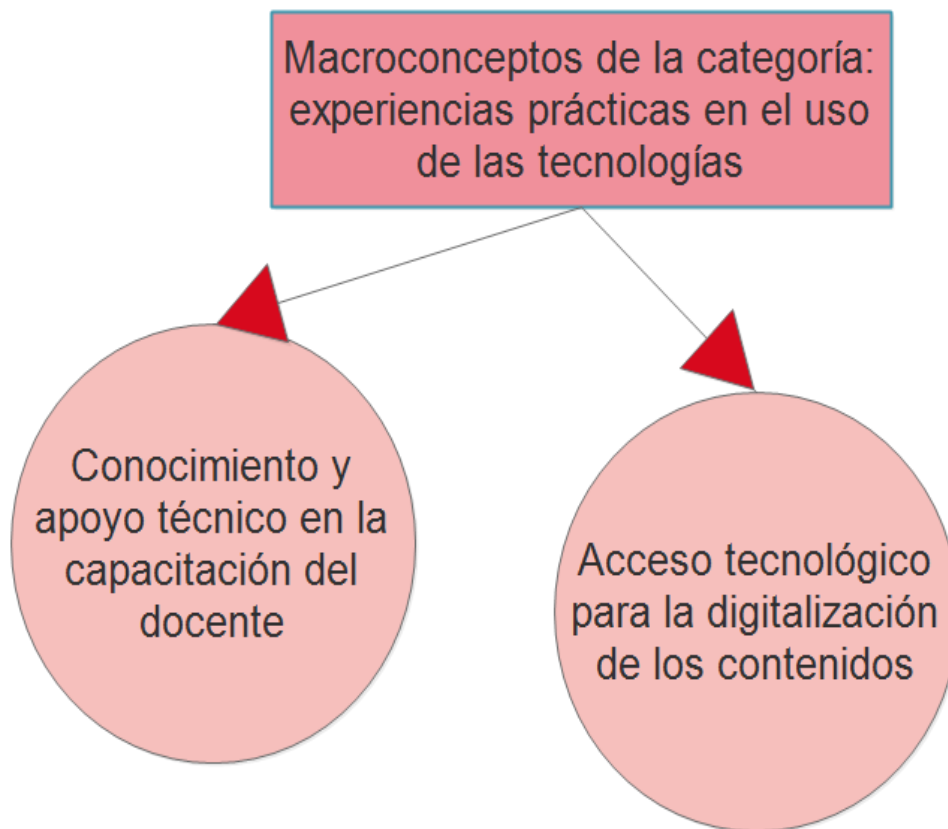 Macroconceptos de la categoría:
experiencias prácticas en el uso
de las tecnologías
Conocimiento y
apoyo técnico en la
capacitación del
docente
Acceso tecnológico
para la digitalización
de los contenidos